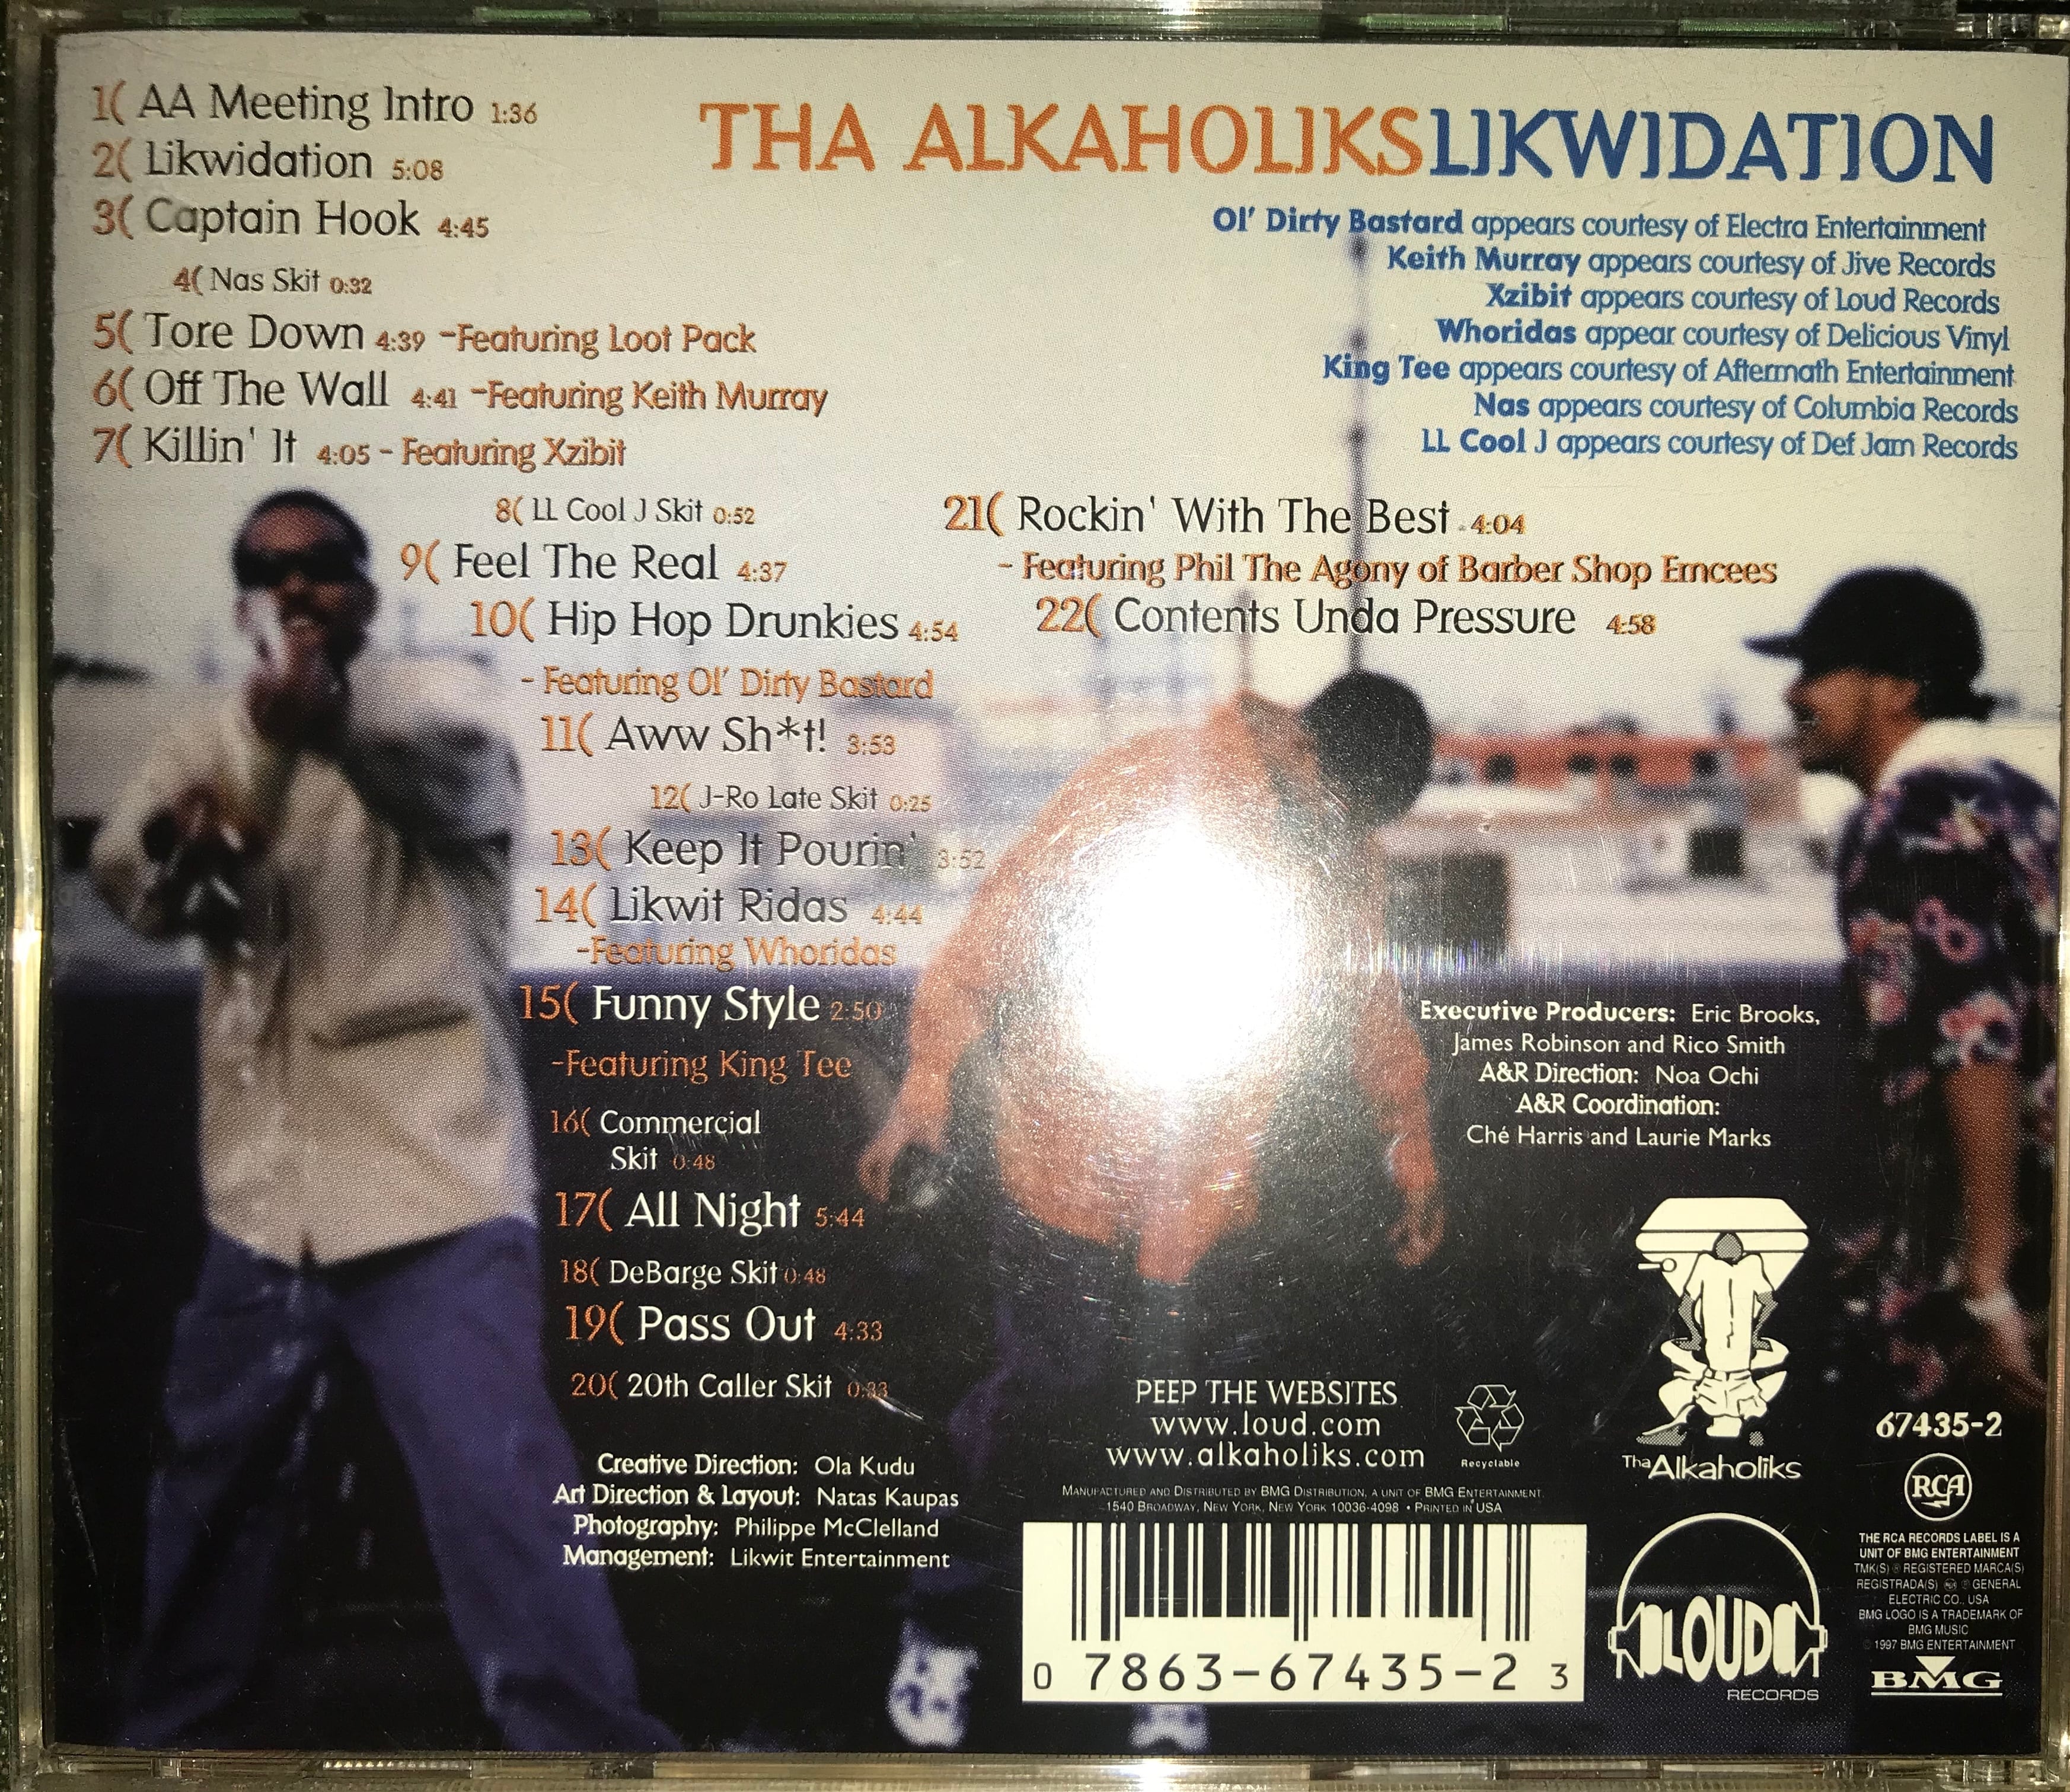 1( AA Meeting Intro 1:36
2( Likwidation 5:08
3( Captain Hook 4:45
4( Nas Skit 0:32
5( Tore Down 4:39 -Featuring Loot Pack
6( Off The Wall 4:41 -Featuring Keith Murray
7( Killin' It 4:05 - Featuring Xzibit
8( LL Cool J Skit 0:52
9( Feel The Real 4:37
10( Hip Hop Drunkies 4:54
- Featuring Ol' Dirty Bastard
11( Aww Sh*t! 3:53
12( J-Ro Late Skit 0:25
13( Keep It Pourin' 3:52
14( Likwit Ridas 4:44
-Featuring Whoridas
15( Funny Style 2:50
-Featuring King Tee
16( Commercial
Skit 0:48
17( All Night 5:44
18( DeBarge Skit 0:48
19( Pass Out 4:33
20( 20th Caller Skit 0:33
21( Rockin' With The Best 4:04
- Featuring Phil The Agony of Barber Shop Emcees
22( Contents Unda Pressure 4:58
THA ALKAHOLIKS LIKWIDATION
Ol' Dirty Bastard appears courtesy of Electra Entertainment
Keith Murray appears courtesy of Jive Records
Xzibit appears courtesy of Loud Records
Whoridas appear courtesy of Delicious Vinyl
King Tee appears courtesy of Aftermath Entertainment
Nas appears courtesy of Columbia Records
LL Cool J appears courtesy of Def Jam Records
Executive Producers: Eric Brooks,
James Robinson and Rico Smith
A&R Direction: Noa Ochi
A&R Coordination:
Ché Harris and Laurie Marks
Creative Direction: Ola Kudu
Art Direction & Layout: Natas Kaupas
Photography: Philippe McClelland
Management: Likwit Entertainment
PEEP THE WEBSITES
www.loud.com
www.alkaholiks.com
Recyclable
Manufactured and Distributed by BMG Distribution, a unit of BMG Entertainment.
1540 Broadway, New York, New York 10036-4098 • Printed in USA
0 7863-67435-2 3
Tha Alkaholiks
LOUD
RECORDS
67435-2
RCA
THE RCA RECORDS LABEL IS A
UNIT OF BMG ENTERTAINMENT
TMK(S) ® REGISTERED MARCA(S)
REGISTRADA(S) RCA ® GENERAL
ELECTRIC CO., USA
BMG LOGO IS A TRADEMARK OF
BMG MUSIC
© 1997 BMG ENTERTAINMENT
BMG